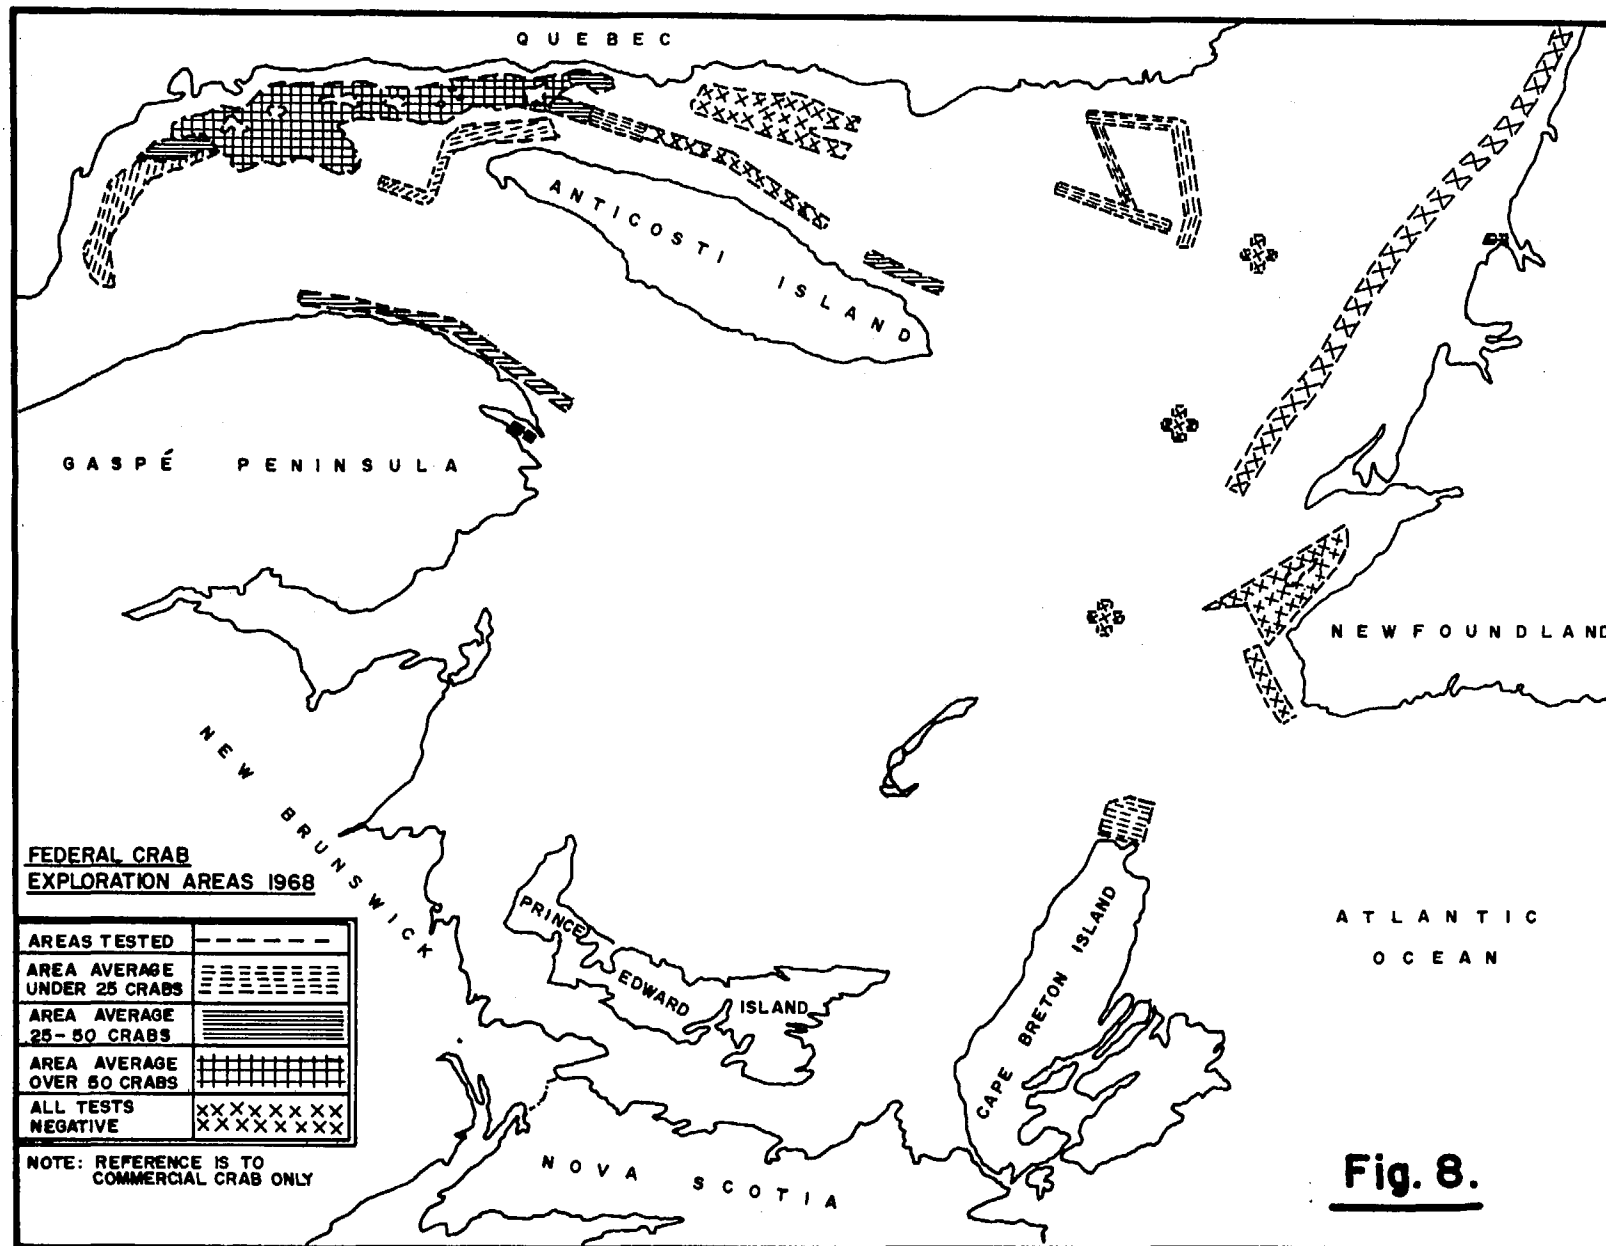 QUEBEC
ANTICOSTI ISLAND
GASPÉ PENINSULA
NEWFOUNDLAND
NEW BRUNSWICK
FEDERAL CRAB
EXPLORATION AREAS 1968
AREAS TESTED
AREA AVERAGE
UNDER 25 CRABS
AREA AVERAGE
25-50 CRABS
AREA AVERAGE
OVER 50 CRABS
ALL TESTS
NEGATIVE
NOTE: REFERENCE IS TO
COMMERCIAL CRAB ONLY
PRINCE
EDWARD
ISLAND
CAPE BRETON ISLAND
ATLANTIC
OCEAN
NOVA SCOTIA
Fig. 8.